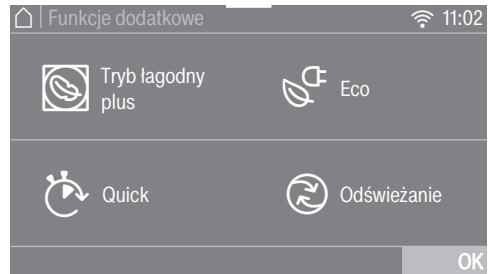 Funkcje dodatkowe
11:02
Tryb łagodny
plus
Eco
Quick
Odświeżanie
OK